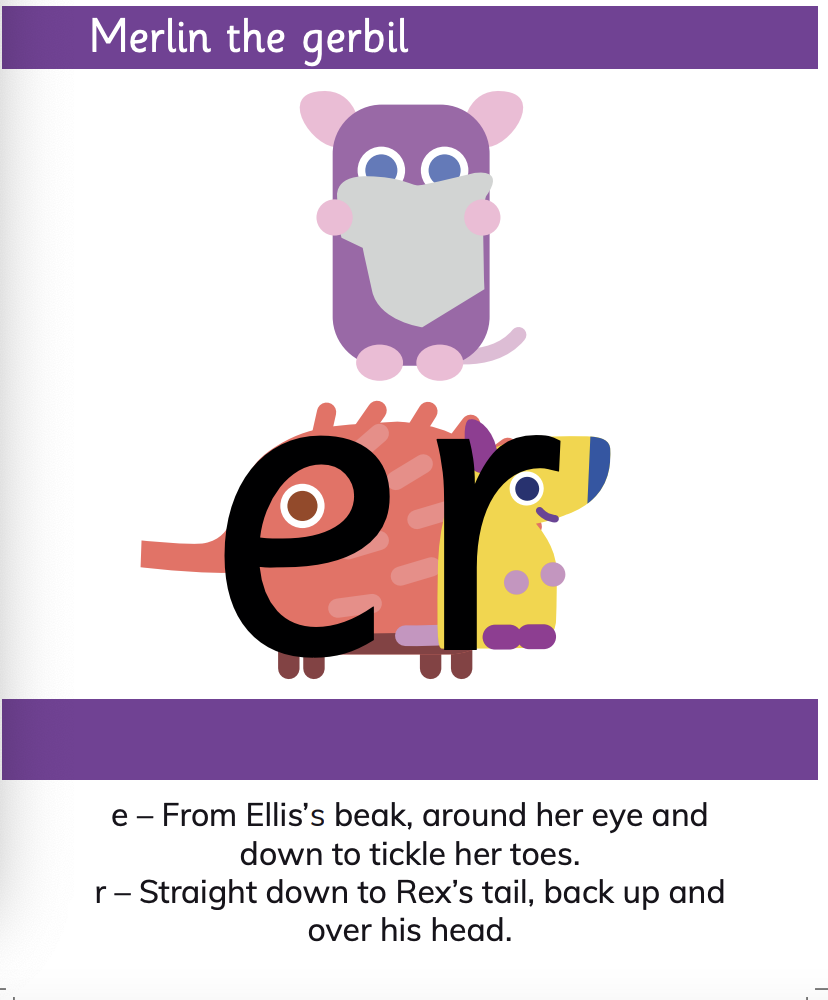 Merlin the gerbil
er
e – From Ellis’s beak, around her eye and
down to tickle her toes.
r – Straight down to Rex’s tail, back up and
over his head.